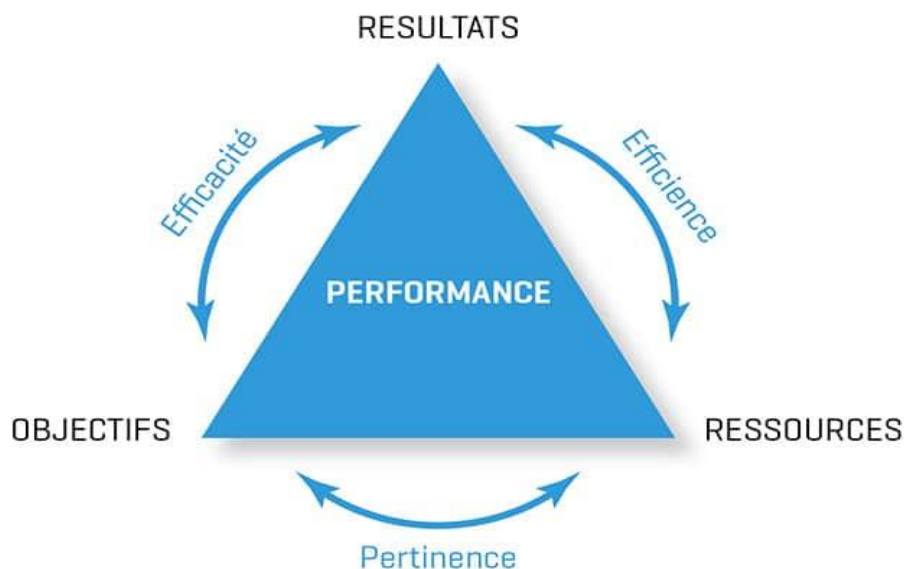 RESULTATS
Efficacité
Efficience
PERFORMANCE
OBJECTIFS
RESSOURCES
Pertinence